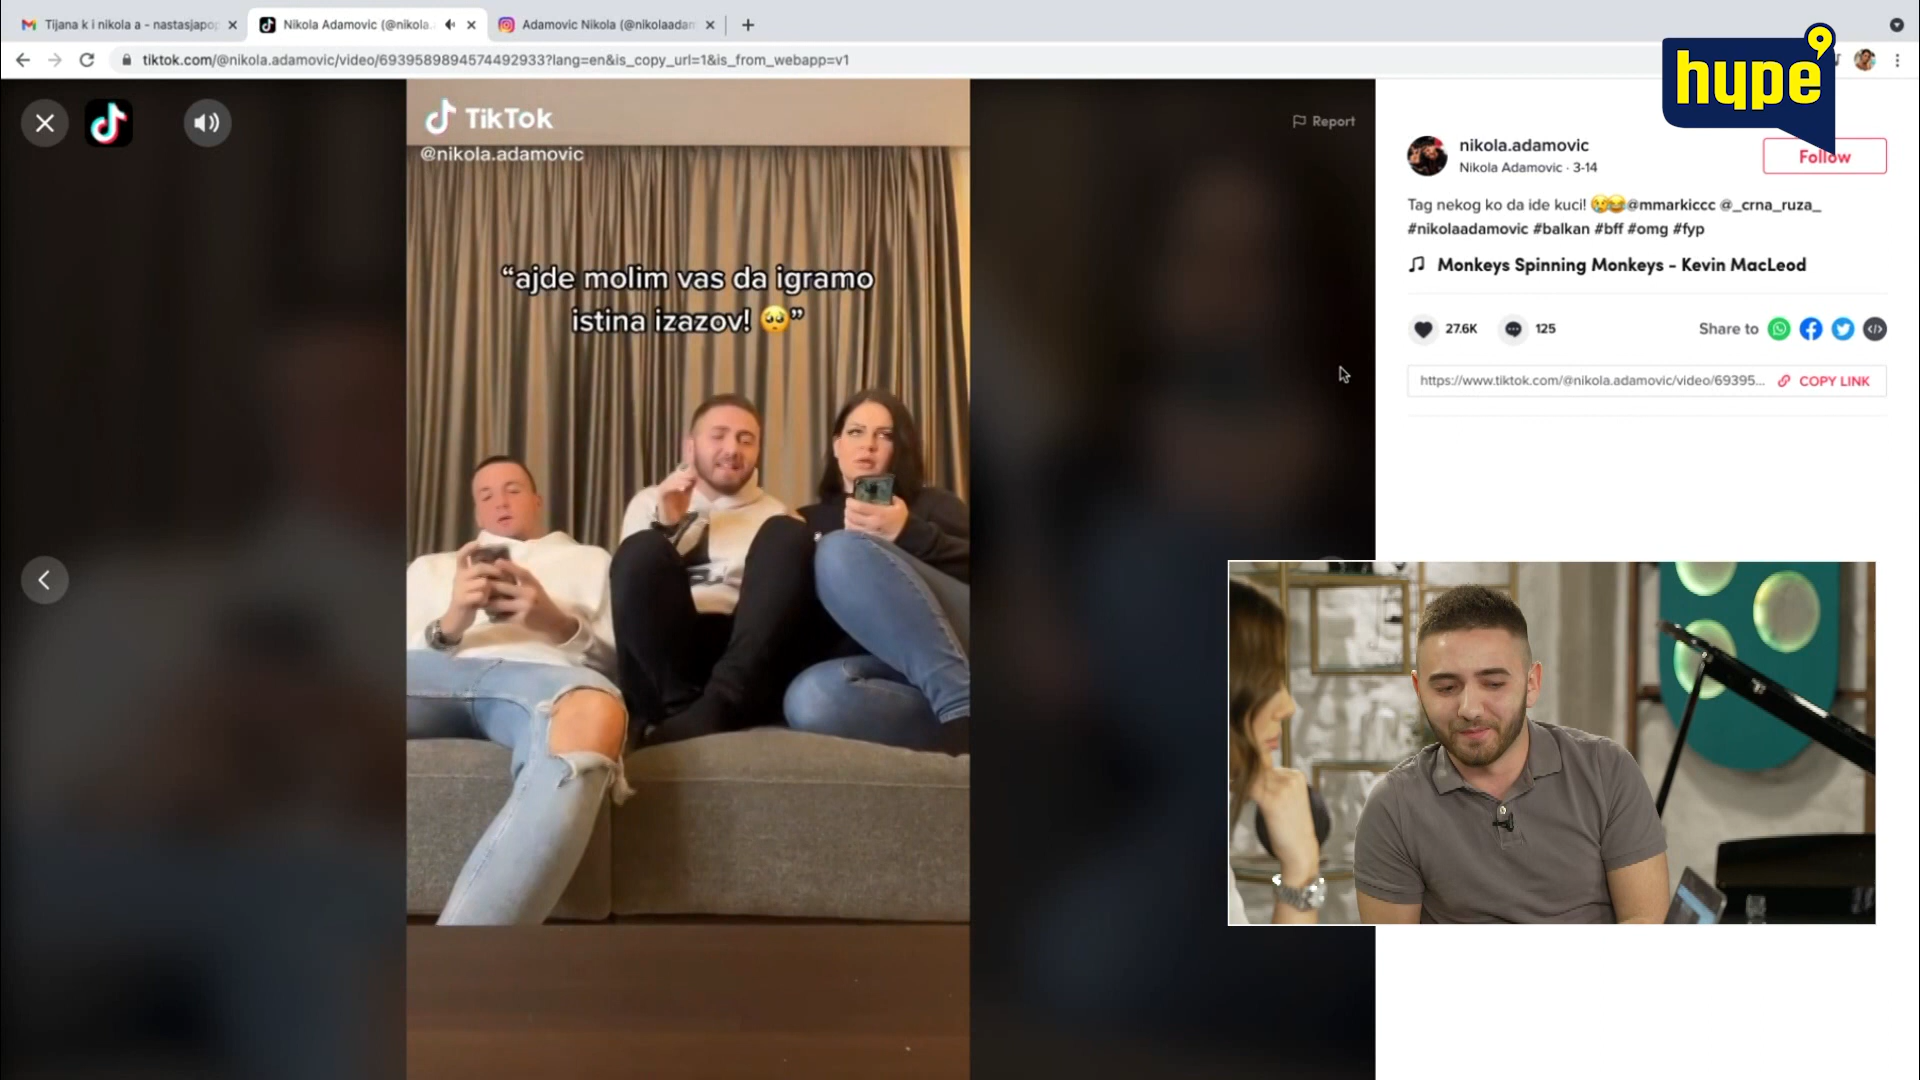 Tijana k i nikola a - nastasjapop
Nikola Adamovic (@nikola.
Adamovic Nikola (@nikolaadam
tiktok.com/@nikola.adamovic/video/6939589894574492933?lang=en&is_copy_url=1&is_from_webapp=v1
hype
TikTok
@nikola.adamovic
Report
"ajde molim vas da igramo
istina izazov! 🥺"
nikola.adamovic
Nikola Adamovic · 3-14
Follow
Tag nekog ko da ide kuci! 😢😂@mmarkiccc @_crna_ruza_
#nikolaadamovic #balkan #bff #omg #fyp
Monkeys Spinning Monkeys - Kevin MacLeod
27.6K 125 Share to
https://www.tiktok.com/@nikola.adamovic/video/69395... COPY LINK